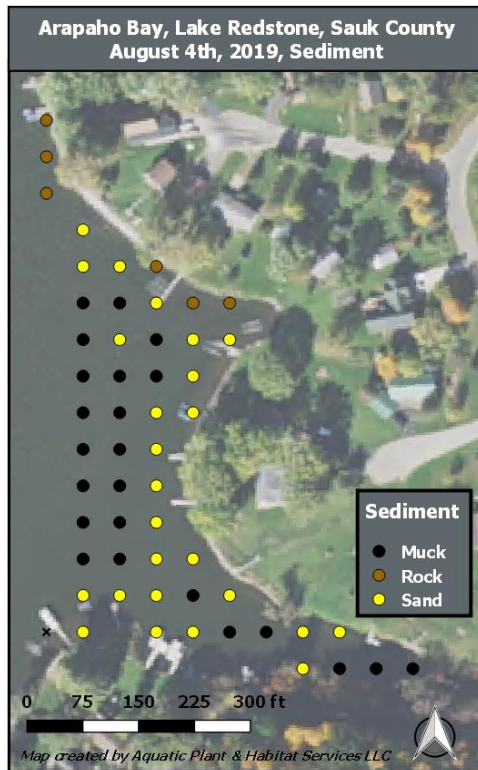 Arapaho Bay, Lake Redstone, Sauk County
August 4th, 2019, Sediment
Sediment
Muck
Rock
Sand
0 75 150 225 300 ft
Map created by Aquatic Plant & Habitat Services LLC